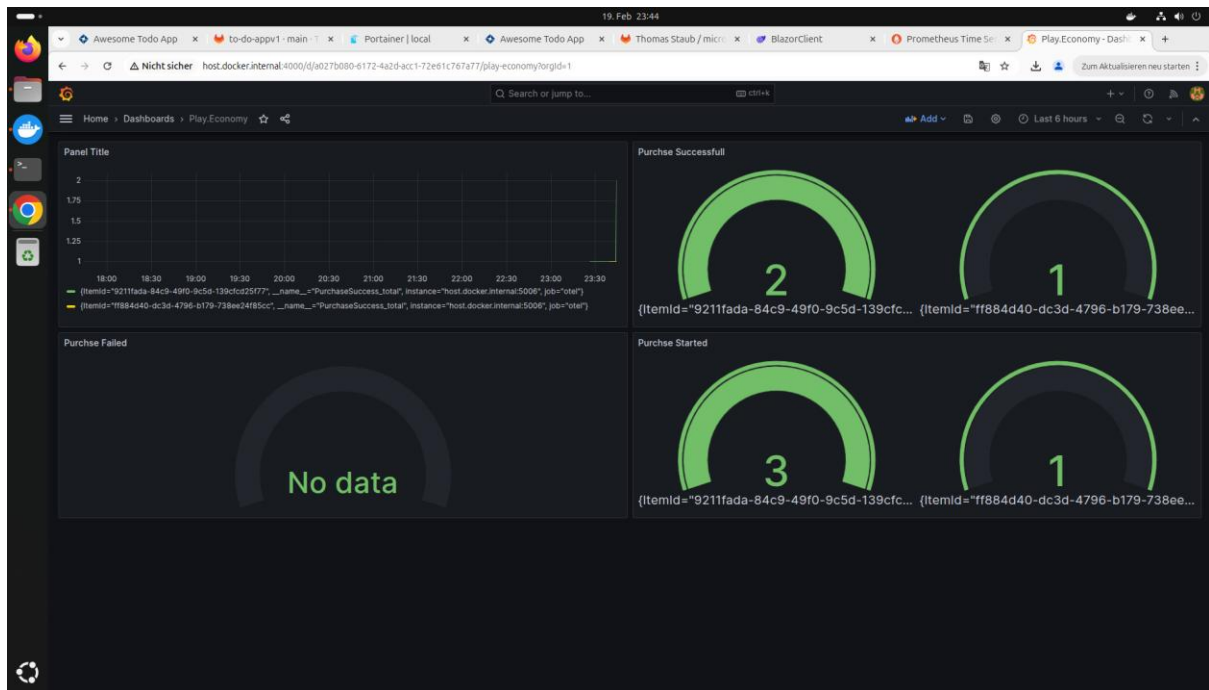 19. Feb 23:44
Awesome Todo App
to-do-appv1 · main · T
Portainer | local
Awesome Todo App
Thomas Staub / micro
BlazorClient
Prometheus Time Se
Play.Economy - Dash
Nicht sicher host.docker.internal:4000/d/a027b080-6172-4a2d-acc1-72e61c767a77/play-economy?orgId=1
Zum Aktualisieren neu starten
Search or jump to...
ctrl+k
Home › Dashboards › Play.Economy
Add
Last 6 hours
Panel Title
2
1.75
1.5
1.25
1
18:00 18:30 19:00 19:30 20:00 20:30 21:00 21:30 22:00 22:30 23:00 23:30
{ItemId="9211fada-84c9-49f0-9c5d-139cfcd25f77", __name__="PurchaseSuccess_total", instance="host.docker.internal:5006", job="otel"}
{ItemId="ff884d40-dc3d-4796-b179-738ee24f85cc", __name__="PurchaseSuccess_total", instance="host.docker.internal:5006", job="otel"}
Purchse Successfull
2
{ItemId="9211fada-84c9-49f0-9c5d-139cfc...
1
{ItemId="ff884d40-dc3d-4796-b179-738ee...
Purchse Failed
No data
Purchse Started
3
{ItemId="9211fada-84c9-49f0-9c5d-139cfc...
1
{ItemId="ff884d40-dc3d-4796-b179-738ee...